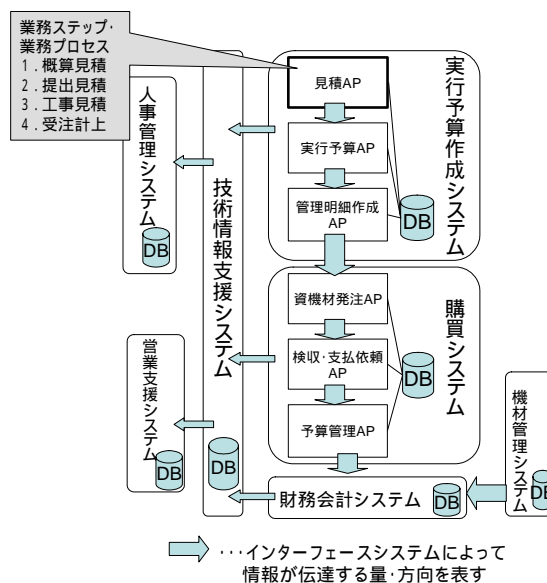 業務ステップ・
業務プロセス
1．概算見積
2．提出見積
3．工事見積
4．受注計上
人事管理システム
DB
営業支援システム
DB
技術情報支援システム
DB
見積AP
実行予算AP
管理明細作成
AP
DB
実行予算作成システム
資機材発注AP
検収・支払依頼
AP
予算管理AP
DB
購買システム
財務会計システム
DB
機材管理システム
DB
・・・インターフェースシステムによって
情報が伝達する量・方向を表す